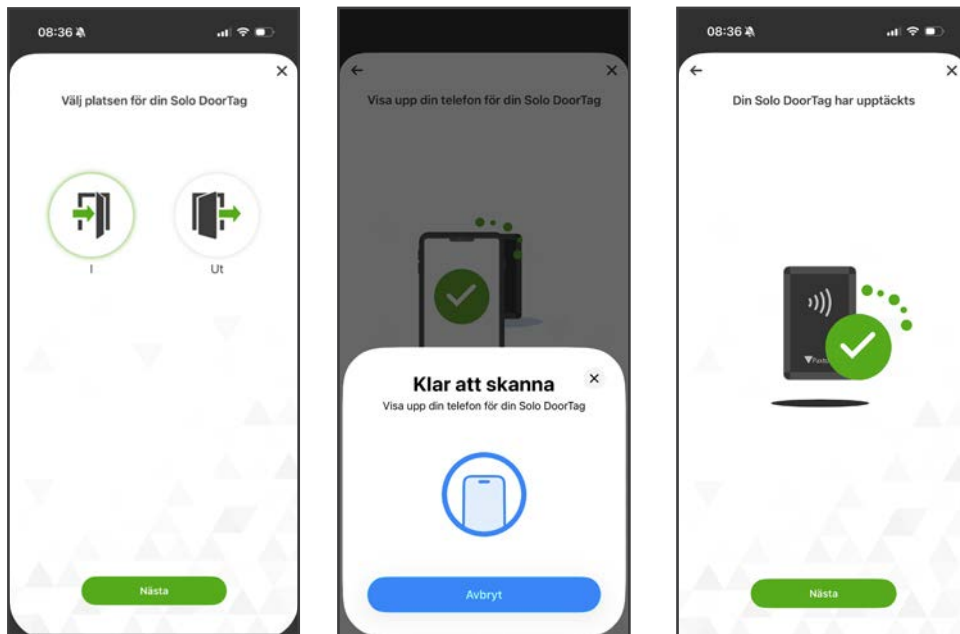 08:36
Välj platsen för din Solo DoorTag
I
Ut
Nästa
Visa upp din telefon för din Solo DoorTag
Klar att skanna
Visa upp din telefon för din Solo DoorTag
Avbryt
08:36
Din Solo DoorTag har upptäckts
Nästa